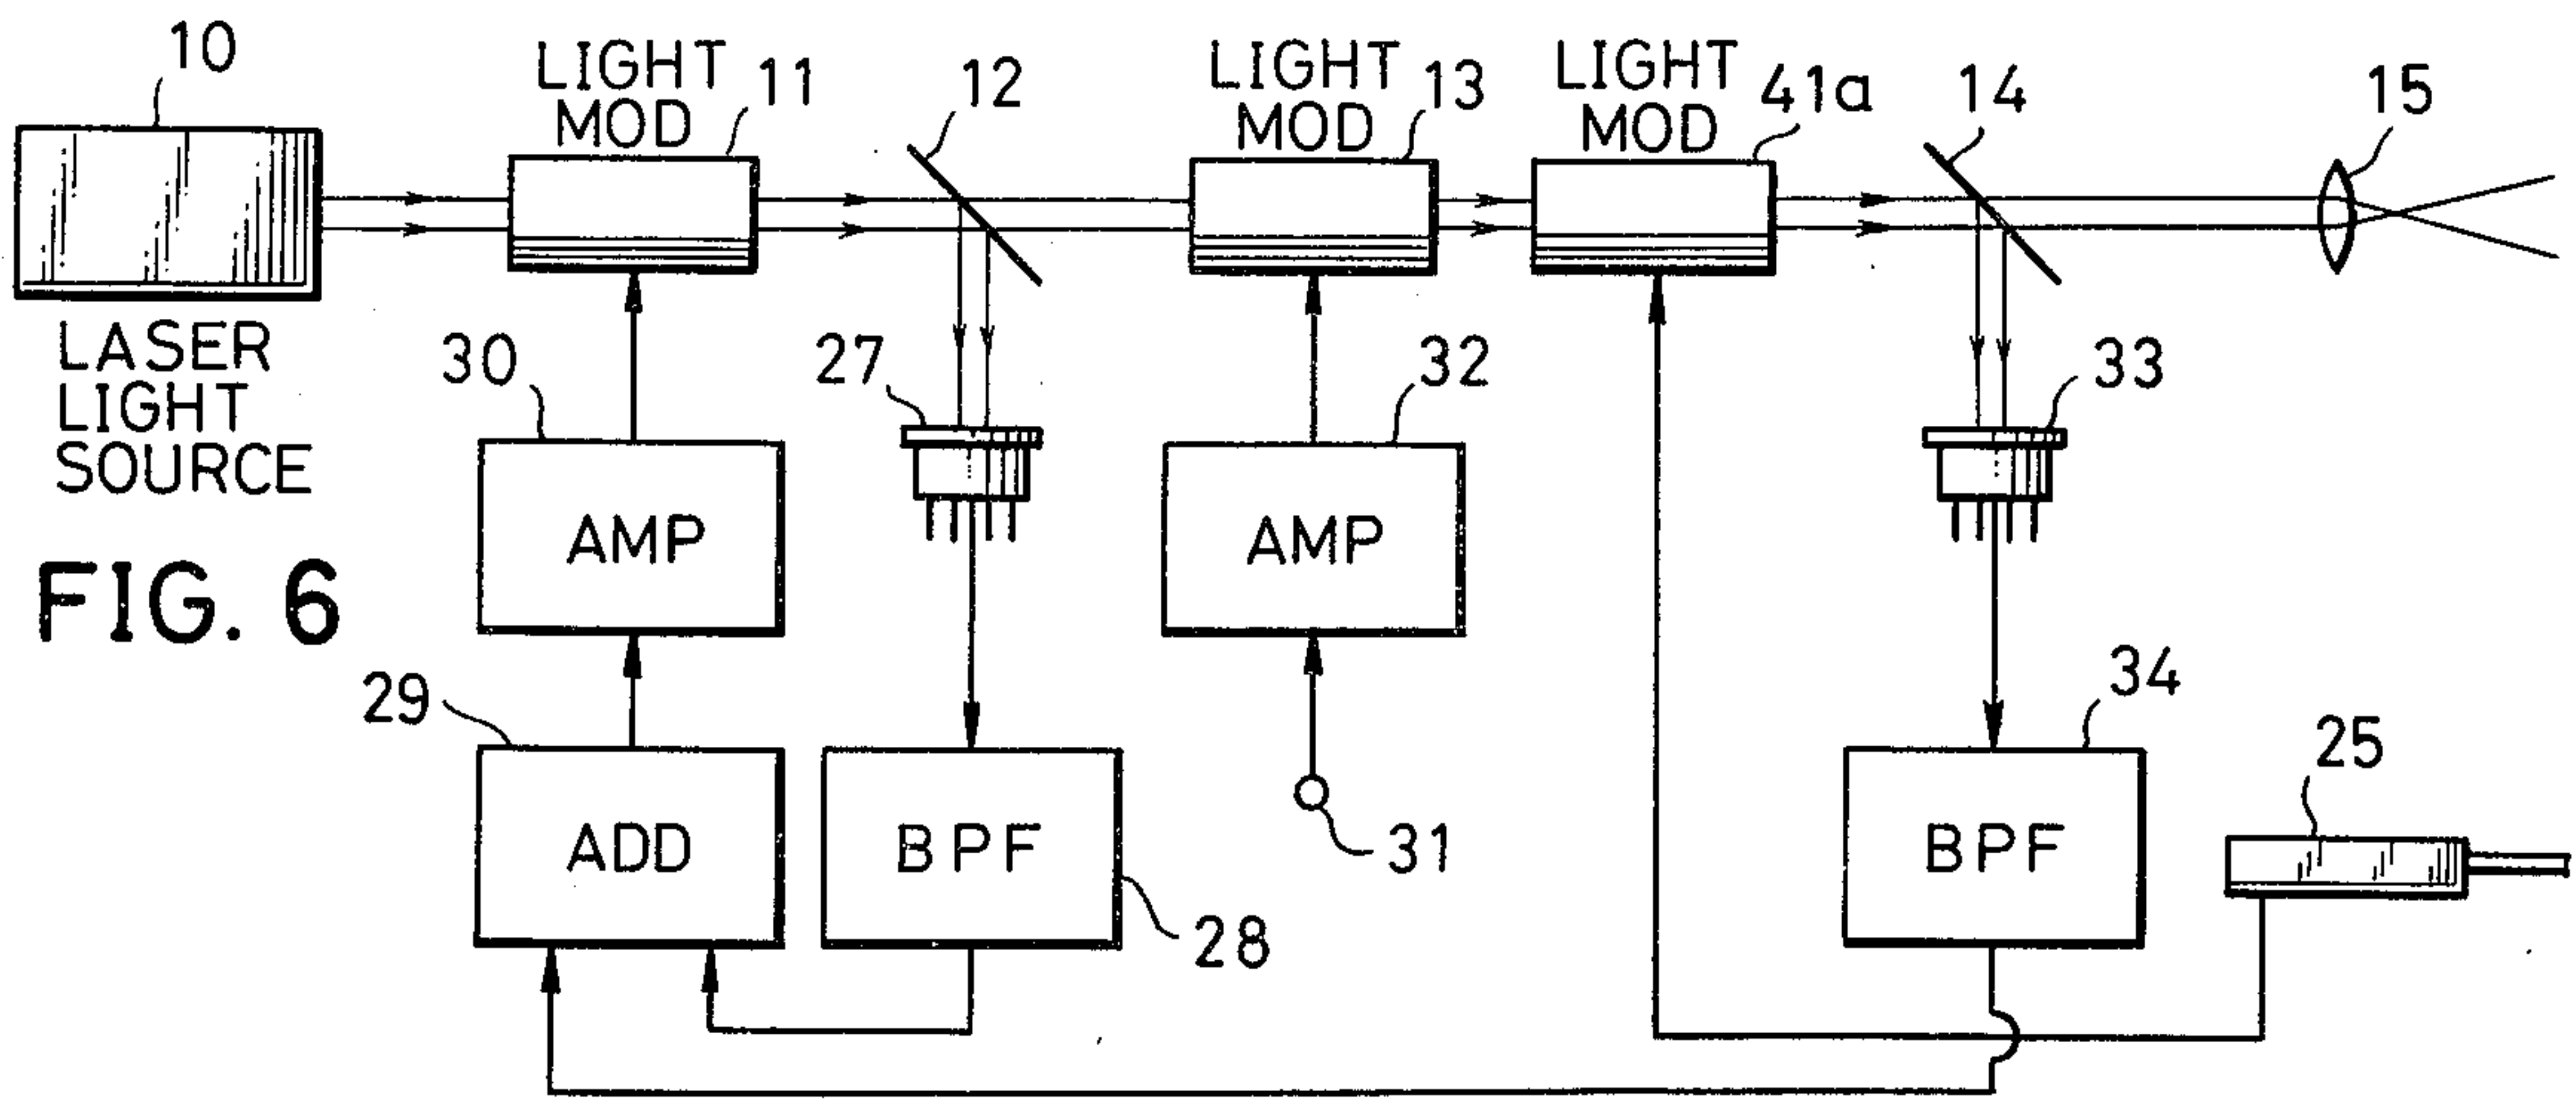 10
LIGHT
MOD
11
12
LIGHT
MOD
13
LIGHT
MOD
41a
14
15
LASER
LIGHT
SOURCE
30
27
32
33
AMP
AMP
FIG. 6
29
34
25
ADD
BPF
31
BPF
28